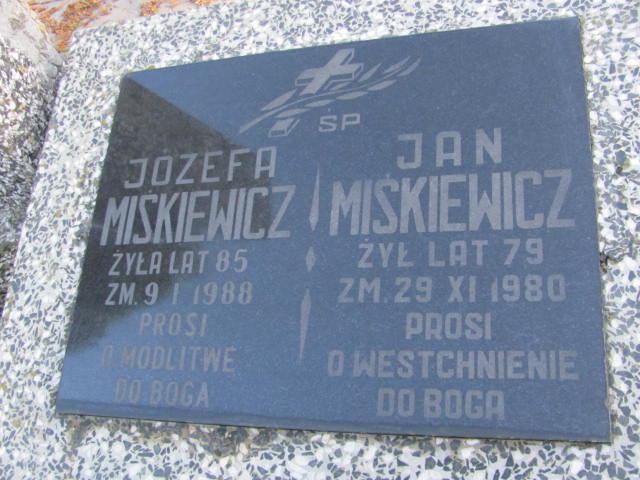 ŚP
JÓZEFA
MIŚKIEWICZ
ŻYŁA LAT 85
ZM. 9 I 1988
PROSI
O MODLITWĘ
DO BOGA
JAN
MIŚKIEWICZ
ŻYŁ LAT 79
ZM. 29 XI 1980
PROSI
O WESTCHNIENIE
DO BOGA